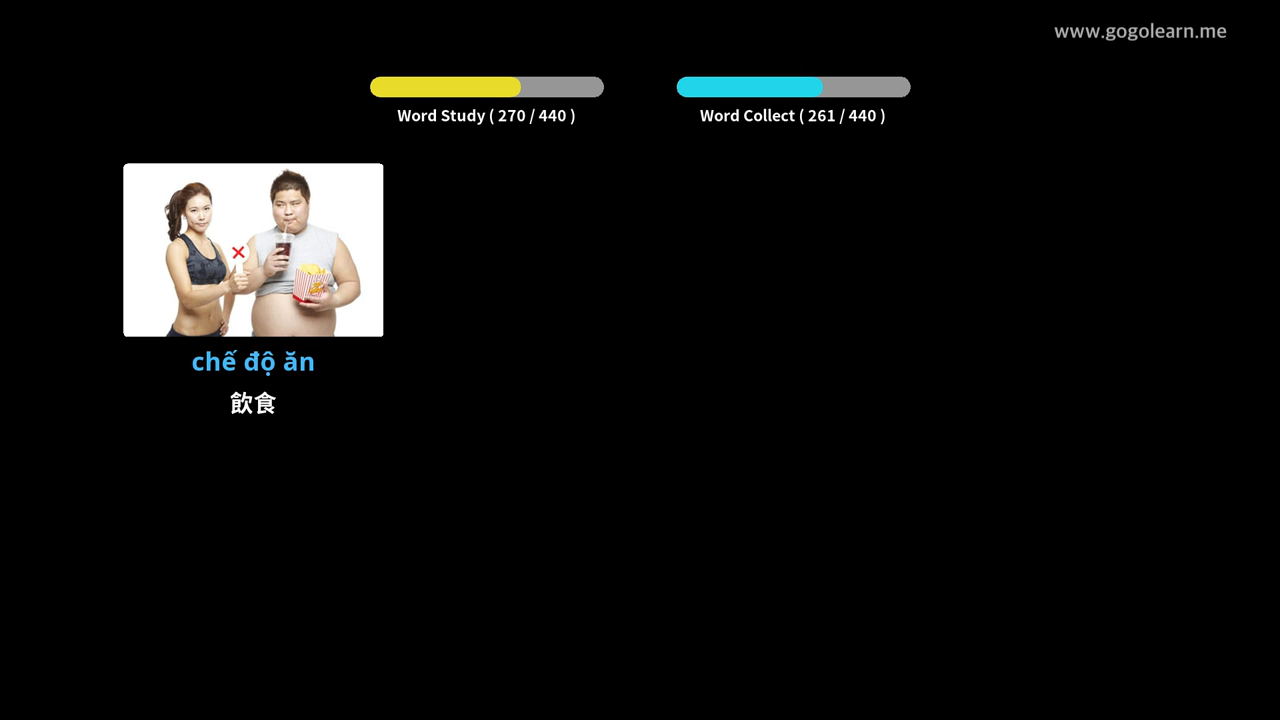 www.gogolearn.me
Word Study ( 270 / 440 )
Word Collect ( 261 / 440 )
chế độ ăn
飲食